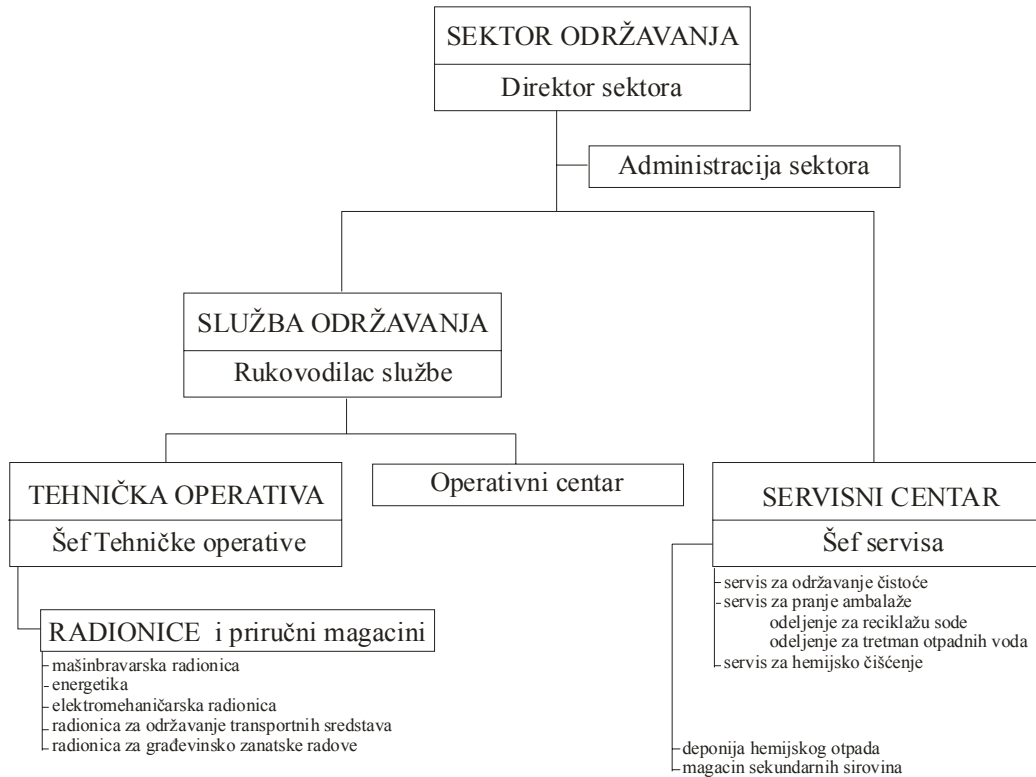 SEKTOR ODRŽAVANJA
Direktor sektora
Administracija sektora
SLUŽBA ODRŽAVANJA
Rukovodilac službe
TEHNIČKA OPERATIVA
Šef Tehničke operative
Operativni centar
SERVISNI CENTAR
Šef servisa
RADIONICE i priručni magacini
mašinbravarska radionica
energetika
elektromehaničarska radionica
radionica za održavanje transportnih sredstava
radionica za građevinsko zanatske radove
servis za održavanje čistoće
servis za pranje ambalaže
odeljenje za reciklažu sode
odeljenje za tretman otpadnih voda
servis za hemijsko čišćenje
deponija hemijskog otpada
magacin sekundarnih sirovina